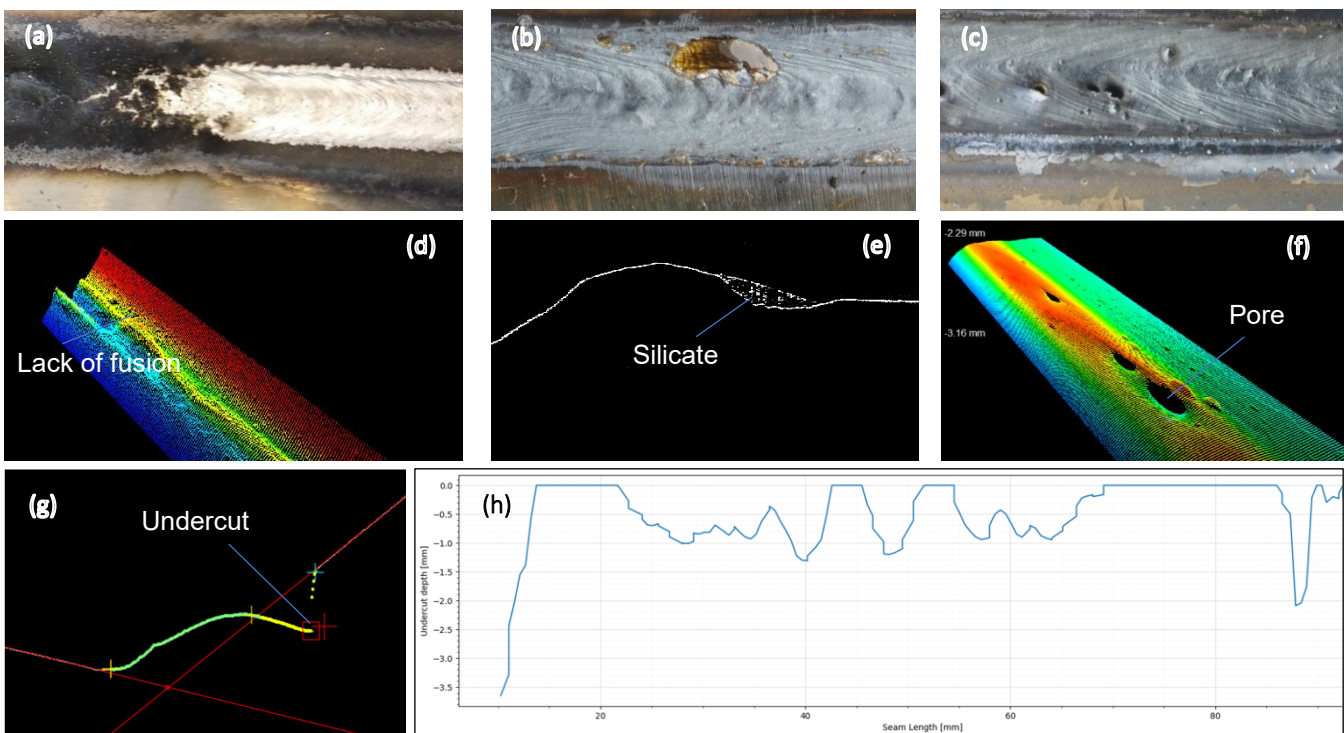 (a)
(b)
(c)
(d)
Lack of fusion
(e)
Silicate
(f)
-2.29 mm
-3.16 mm
Pore
(g)
Undercut
(h)
0.0
-0.5
-1.0
-1.5
-2.0
-2.5
-3.0
-3.5
Undercut depth [mm]
20
40
60
80
Seam Length [mm]